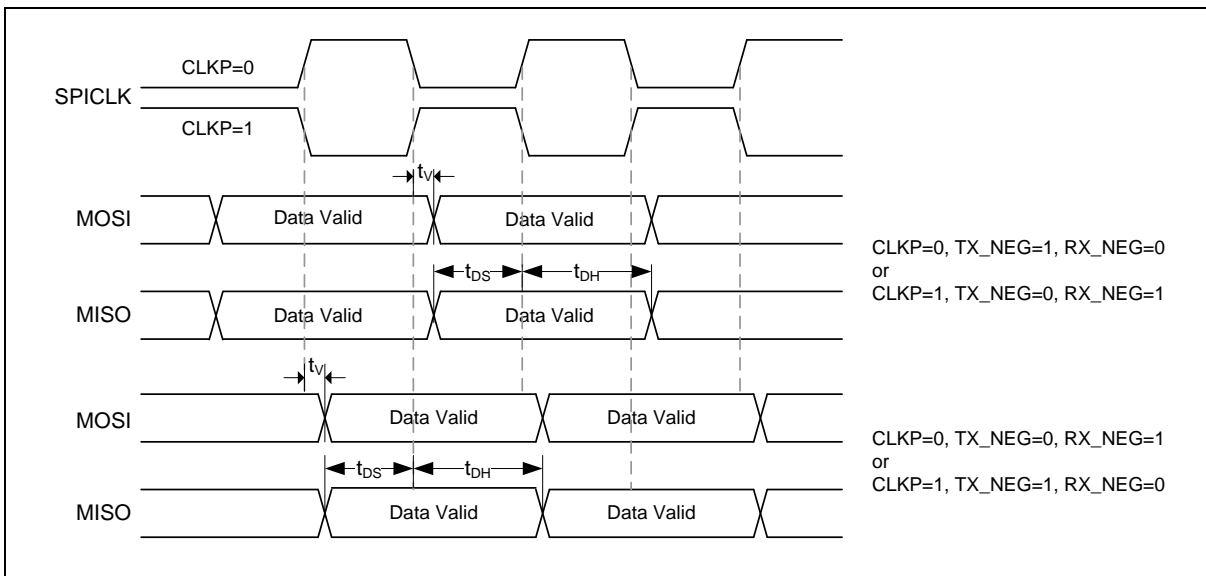 CLKP=0
SPICLK
CLKP=1
tV
MOSI Data Valid Data Valid
CLKP=0, TX_NEG=1, RX_NEG=0
or
CLKP=1, TX_NEG=0, RX_NEG=1
tDS tDH
MISO Data Valid Data Valid
tV
MOSI Data Valid Data Valid
CLKP=0, TX_NEG=0, RX_NEG=1
or
CLKP=1, TX_NEG=1, RX_NEG=0
tDS tDH
MISO Data Valid Data Valid